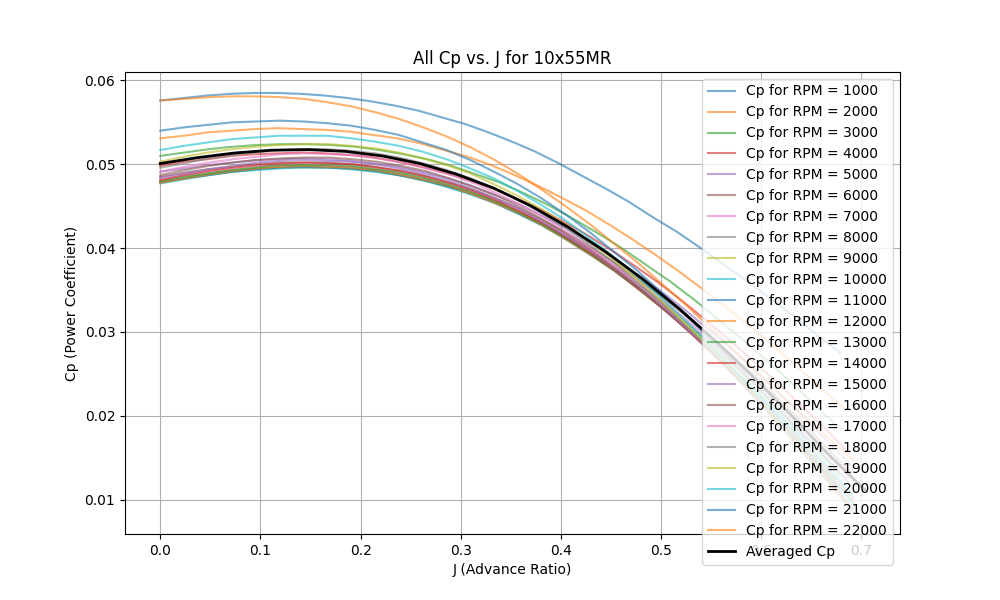 All Cp vs. J for 10x55MR
Cp (Power Coefficient)
0.06
0.05
0.04
0.03
0.02
0.01
0.0
0.1
0.2
0.3
0.4
0.5
0.7
J (Advance Ratio)
Cp for RPM = 1000
Cp for RPM = 2000
Cp for RPM = 3000
Cp for RPM = 4000
Cp for RPM = 5000
Cp for RPM = 6000
Cp for RPM = 7000
Cp for RPM = 8000
Cp for RPM = 9000
Cp for RPM = 10000
Cp for RPM = 11000
Cp for RPM = 12000
Cp for RPM = 13000
Cp for RPM = 14000
Cp for RPM = 15000
Cp for RPM = 16000
Cp for RPM = 17000
Cp for RPM = 18000
Cp for RPM = 19000
Cp for RPM = 20000
Cp for RPM = 21000
Cp for RPM = 22000
Averaged Cp